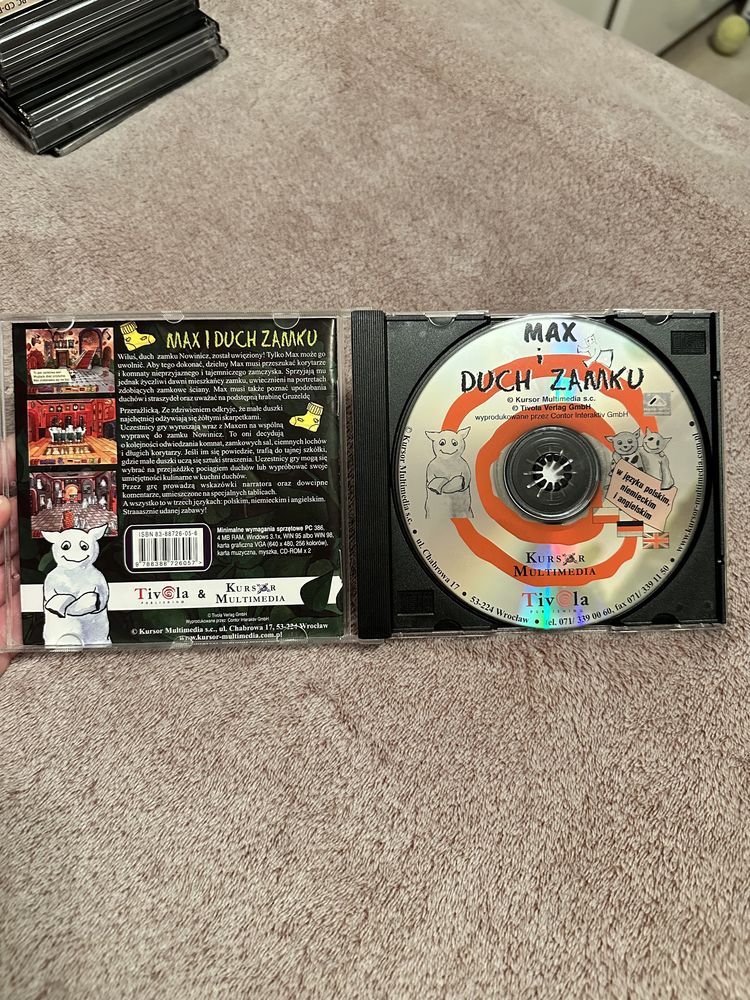 PC CD-
MAX I DUCH ZAMKU
Wiluś, duch zamku Nowinicz, został uwięziony! Tylko Max może go
uwolnić. Aby tego dokonać, dzielny Max musi przeszukać korytarze
i komnaty nieprzyjaznego i tajemniczego zamczyska. Sprzyjają mu
jednak życzliwi dawni mieszkańcy zamku, uwiecznieni na portretach
zdobiących zamkowe ściany. Max musi także poznać upodobania
duchów i straszydeł oraz uważać na podstępną hrabinę Gruzeldę
Przerażlicką. Ze zdziwieniem odkryje, że małe duszki
najchętniej odżywiają się żółtymi skarpetkami.
Uczestnicy gry wyruszają wraz z Maxem na wspólną
wyprawę do zamku Nowinicz. To oni decydują
o kolejności odwiedzania komnat, zamkowych sal, ciemnych lochów
i długich korytarzy. Jeśli im się powiedzie, trafią do tajnej szkółki,
gdzie małe duszki uczą się sztuki straszenia. Uczestnicy gry mogą się
wybrać na przejażdżkę pociągiem duchów lub wypróbować swoje
umiejętności kulinarne w kuchni duchów.
Przez grę prowadzą wskazówki narratora oraz dowcipne
komentarze, umieszczone na specjalnych tablicach.
A wszystko to w trzech językach: polskim, niemieckim i angielskim.
Straaasznie udanej zabawy!
ISBN 83-88726-05-6
9 788388 726057 >
Minimalne wymagania sprzętowe PC 386,
4 MB RAM, Windows 3.1x, WIN 95 albo WIN 98,
karta graficzna VGA (640 x 480, 256 kolorów),
karta muzyczna, myszka, CD-ROM x 2
Tivola & KURSOR
PUBLISHING MULTIMEDIA
© Tivola Verlag GmbH
Wyprodukowane przez Contor Interaktiv GmbH
© Kursor Multimedia s.c., ul. Chabrowa 17, 53-224 Wrocław
www.kursor-multimedia.com.pl
MAX
i
DUCH ZAMKU
© Kursor Multimedia s.c.
© Tivola Verlag GmbH,
wyprodukowane przez Contor Interaktiv GmbH
w języku polskim,
niemieckim
i angielskim
KURSOR
MULTIMEDIA
Tivola
PUBLISHING
© Kursor Multimedia s.c., ul. Chabrowa 17, • 53-224 Wrocław • tel. 071/ 339 00 60, fax 071/ 339 11 50 • www.kursor-